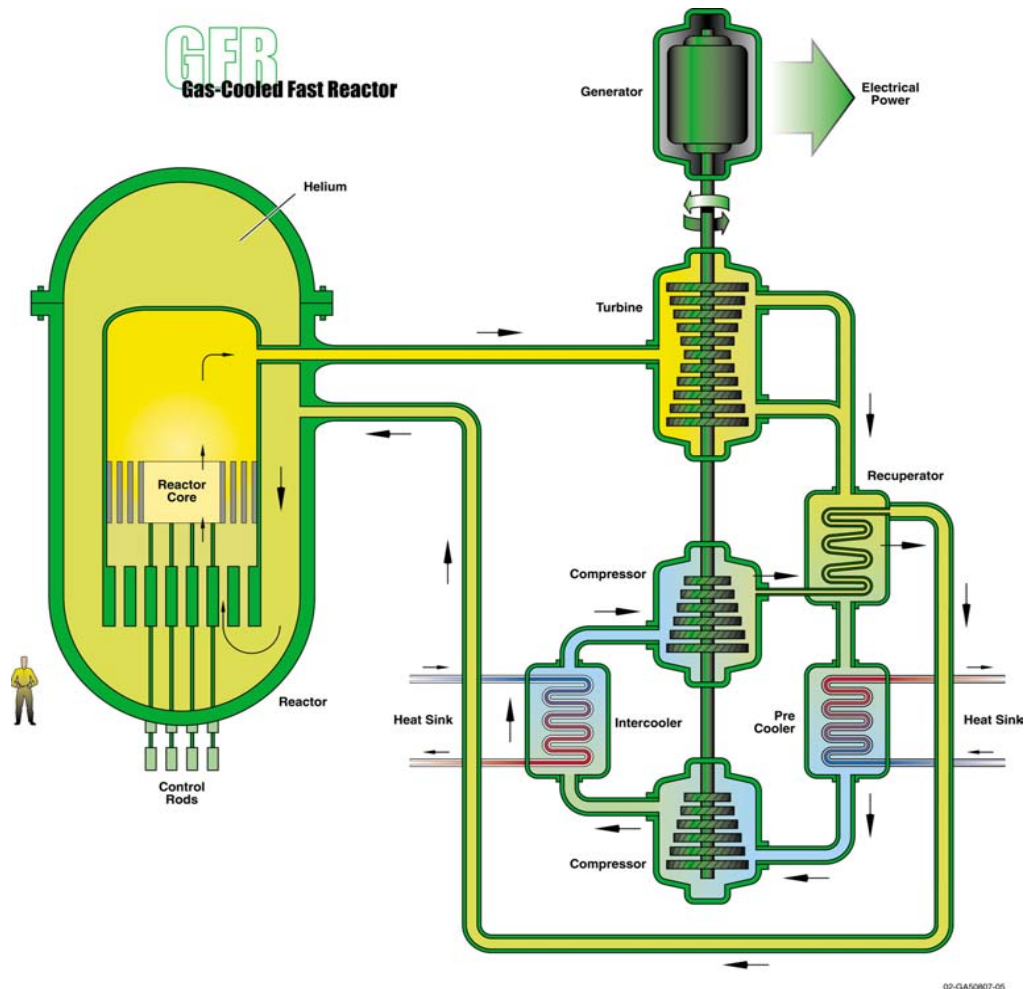 GFR
Gas-Cooled Fast Reactor
Generator
Electrical
Power
Helium
Turbine
Recuperator
Reactor
Core
Compressor
Reactor
Heat Sink
Intercooler
Pre
Cooler
Heat Sink
Control
Rods
Compressor
02-GA50807-05